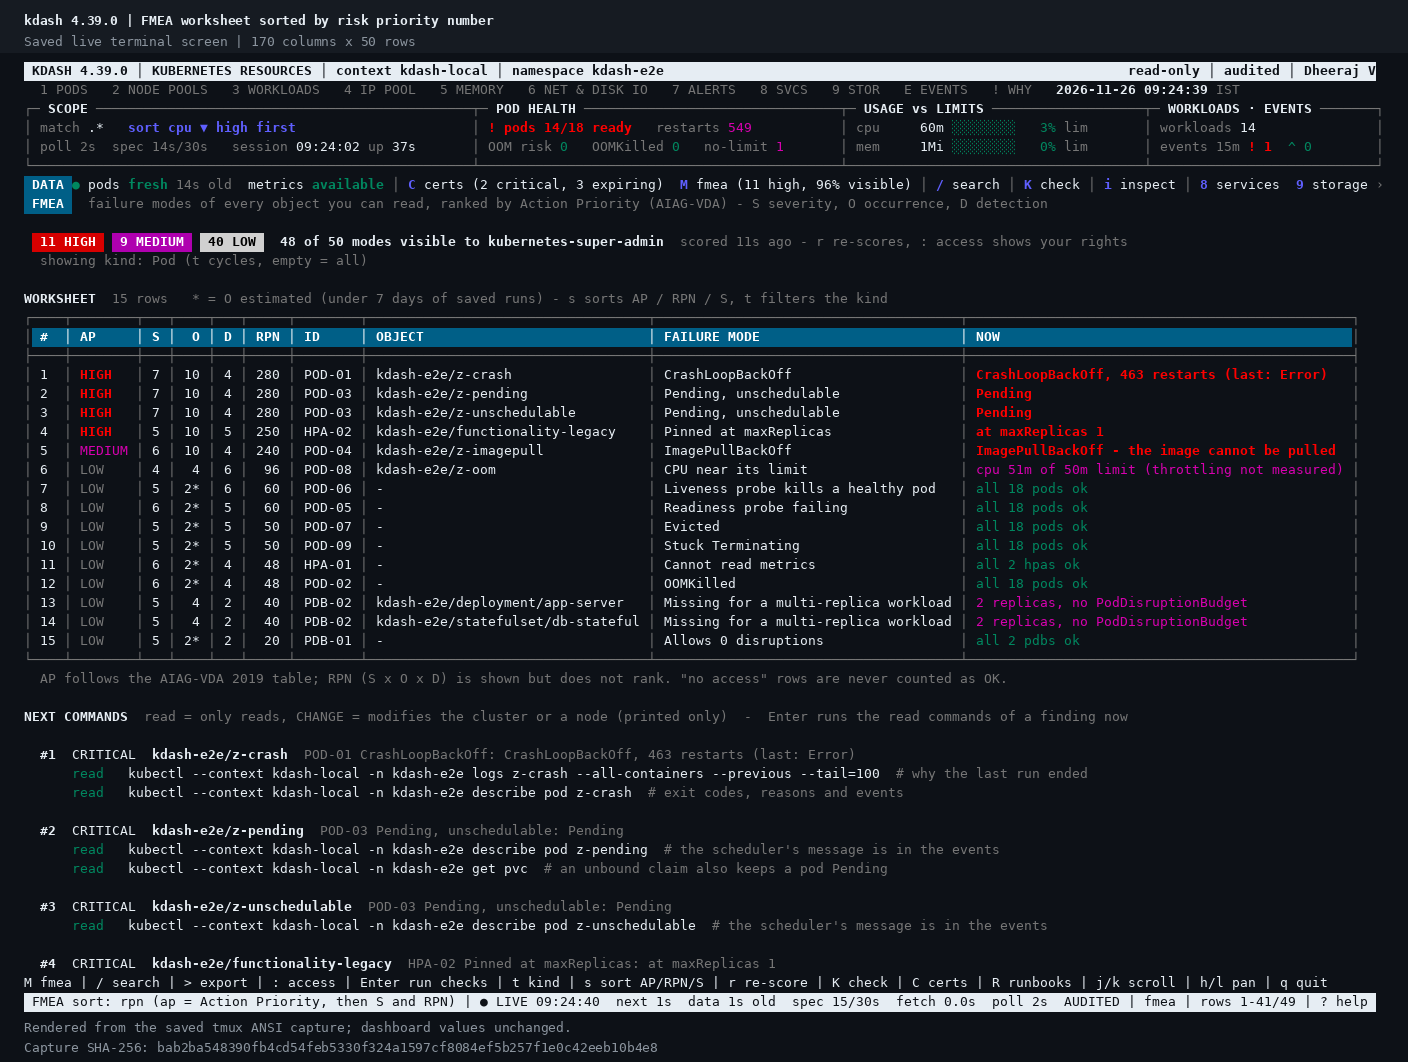 kdash 4.39.0 | FMEA worksheet sorted by risk priority number
Saved live terminal screen | 170 columns x 50 rows
KDASH 4.39.0 │ KUBERNETES RESOURCES │ context kdash-local │ namespace kdash-e2e read-only │ audited │ Dheeraj V
1 PODS 2 NODE POOLS 3 WORKLOADS 4 IP POOL 5 MEMORY 6 NET & DISK IO 7 ALERTS 8 SVCS 9 STOR E EVENTS ! WHY 2026-11-26 09:24:39 IST
SCOPE POD HEALTH USAGE vs LIMITS WORKLOADS · EVENTS
match .* sort cpu ▼ high first │ ! pods 14/18 ready restarts 549 │ cpu 60m ░░░░░░░░ 3% lim │ workloads 14
poll 2s spec 14s/30s session 09:24:02 up 37s │ OOM risk 0 OOMKilled 0 no-limit 1 │ mem 1Mi ░░░░░░░░ 0% lim │ events 15m ! 1 ^ 0
DATA ● pods fresh 14s old metrics available │ C certs (2 critical, 3 expiring) M fmea (11 high, 96% visible) │ / search │ K check │ i inspect │ 8 services 9 storage ›
FMEA failure modes of every object you can read, ranked by Action Priority (AIAG-VDA) - S severity, O occurrence, D detection
11 HIGH 9 MEDIUM 40 LOW 48 of 50 modes visible to kubernetes-super-admin scored 11s ago - r re-scores, : access shows your rights
showing kind: Pod (t cycles, empty = all)
WORKSHEET 15 rows * = O estimated (under 7 days of saved runs) - s sorts AP / RPN / S, t filters the kind
# │ AP │ S │ O │ D │ RPN │ ID │ OBJECT │ FAILURE MODE │ NOW
1 │ HIGH │ 7 │ 10 │ 4 │ 280 │ POD-01 │ kdash-e2e/z-crash │ CrashLoopBackOff │ CrashLoopBackOff, 463 restarts (last: Error)
2 │ HIGH │ 7 │ 10 │ 4 │ 280 │ POD-03 │ kdash-e2e/z-pending │ Pending, unschedulable │ Pending
3 │ HIGH │ 7 │ 10 │ 4 │ 280 │ POD-03 │ kdash-e2e/z-unschedulable │ Pending, unschedulable │ Pending
4 │ HIGH │ 5 │ 10 │ 5 │ 250 │ HPA-02 │ kdash-e2e/functionality-legacy │ Pinned at maxReplicas │ at maxReplicas 1
5 │ MEDIUM │ 6 │ 10 │ 4 │ 240 │ POD-04 │ kdash-e2e/z-imagepull │ ImagePullBackOff │ ImagePullBackOff - the image cannot be pulled
6 │ LOW │ 4 │ 4 │ 6 │ 96 │ POD-08 │ kdash-e2e/z-oom │ CPU near its limit │ cpu 51m of 50m limit (throttling not measured)
7 │ LOW │ 5 │ 2* │ 6 │ 60 │ POD-06 │ - │ Liveness probe kills a healthy pod │ all 18 pods ok
8 │ LOW │ 6 │ 2* │ 5 │ 60 │ POD-05 │ - │ Readiness probe failing │ all 18 pods ok
9 │ LOW │ 5 │ 2* │ 5 │ 50 │ POD-07 │ - │ Evicted │ all 18 pods ok
10 │ LOW │ 5 │ 2* │ 5 │ 50 │ POD-09 │ - │ Stuck Terminating │ all 18 pods ok
11 │ LOW │ 6 │ 2* │ 4 │ 48 │ HPA-01 │ - │ Cannot read metrics │ all 2 hpas ok
12 │ LOW │ 6 │ 2* │ 4 │ 48 │ POD-02 │ - │ OOMKilled │ all 18 pods ok
13 │ LOW │ 5 │ 4 │ 2 │ 40 │ PDB-02 │ kdash-e2e/deployment/app-server │ Missing for a multi-replica workload │ 2 replicas, no PodDisruptionBudget
14 │ LOW │ 5 │ 4 │ 2 │ 40 │ PDB-02 │ kdash-e2e/statefulset/db-stateful │ Missing for a multi-replica workload │ 2 replicas, no PodDisruptionBudget
15 │ LOW │ 5 │ 2* │ 2 │ 20 │ PDB-01 │ - │ Allows 0 disruptions │ all 2 pdbs ok
AP follows the AIAG-VDA 2019 table; RPN (S x O x D) is shown but does not rank. "no access" rows are never counted as OK.
NEXT COMMANDS read = only reads, CHANGE = modifies the cluster or a node (printed only) - Enter runs the read commands of a finding now
#1 CRITICAL kdash-e2e/z-crash POD-01 CrashLoopBackOff: CrashLoopBackOff, 463 restarts (last: Error)
read kubectl --context kdash-local -n kdash-e2e logs z-crash --all-containers --previous --tail=100 # why the last run ended
read kubectl --context kdash-local -n kdash-e2e describe pod z-crash # exit codes, reasons and events
#2 CRITICAL kdash-e2e/z-pending POD-03 Pending, unschedulable: Pending
read kubectl --context kdash-local -n kdash-e2e describe pod z-pending # the scheduler's message is in the events
read kubectl --context kdash-local -n kdash-e2e get pvc # an unbound claim also keeps a pod Pending
#3 CRITICAL kdash-e2e/z-unschedulable POD-03 Pending, unschedulable: Pending
read kubectl --context kdash-local -n kdash-e2e describe pod z-unschedulable # the scheduler's message is in the events
#4 CRITICAL kdash-e2e/functionality-legacy HPA-02 Pinned at maxReplicas: at maxReplicas 1
M fmea | / search | > export | : access | Enter run checks | t kind | s sort AP/RPN/S | r re-score | K check | C certs | R runbooks | j/k scroll | h/l pan | q quit
FMEA sort: rpn (ap = Action Priority, then S and RPN) | ● LIVE 09:24:40 next 1s data 1s old spec 15/30s fetch 0.0s poll 2s AUDITED | fmea | rows 1-41/49 | ? help
Rendered from the saved tmux ANSI capture; dashboard values unchanged.
Capture SHA-256: bab2ba548390fb4cd54feb5330f324a1597cf8084ef5b257f1e0c42eeb10b4e8